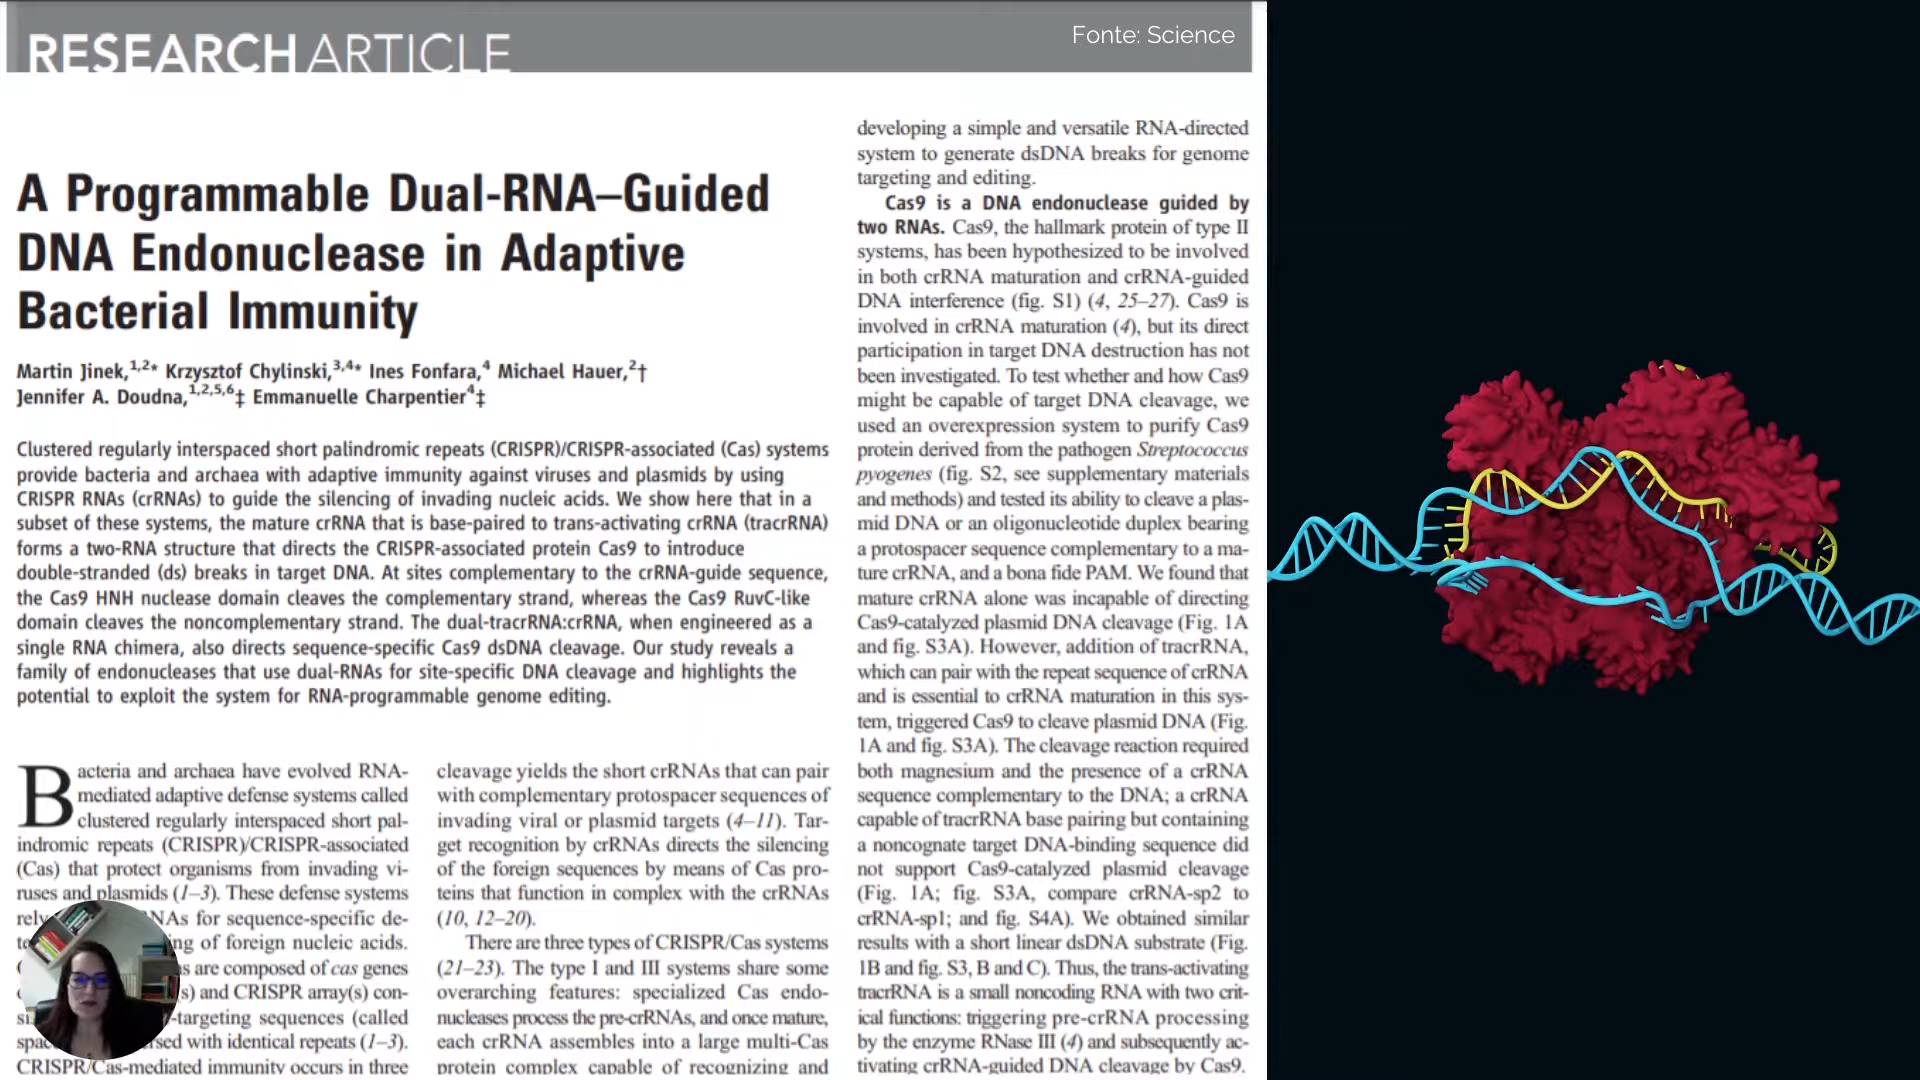 RESEARCH ARTICLE
Fonte: Science
A Programmable Dual-RNA–Guided
DNA Endonuclease in Adaptive
Bacterial Immunity
Martin Jinek,1,2* Krzysztof Chylinski,3,4* Ines Fonfara,4 Michael Hauer,2†
Jennifer A. Doudna,1,2,5,6‡ Emmanuelle Charpentier4‡
Clustered regularly interspaced short palindromic repeats (CRISPR)/CRISPR-associated (Cas) systems
provide bacteria and archaea with adaptive immunity against viruses and plasmids by using
CRISPR RNAs (crRNAs) to guide the silencing of invading nucleic acids. We show here that in a
subset of these systems, the mature crRNA that is base-paired to trans-activating crRNA (tracrRNA)
forms a two-RNA structure that directs the CRISPR-associated protein Cas9 to introduce
double-stranded (ds) breaks in target DNA. At sites complementary to the crRNA-guide sequence,
the Cas9 HNH nuclease domain cleaves the complementary strand, whereas the Cas9 RuvC-like
domain cleaves the noncomplementary strand. The dual-tracrRNA:crRNA, when engineered as a
single RNA chimera, also directs sequence-specific Cas9 dsDNA cleavage. Our study reveals a
family of endonucleases that use dual-RNAs for site-specific DNA cleavage and highlights the
potential to exploit the system for RNA-programmable genome editing.
Bacteria and archaea have evolved RNA-
mediated adaptive defense systems called
clustered regularly interspaced short pal-
indromic repeats (CRISPR)/CRISPR-associated
(Cas) that protect organisms from invading vi-
ruses and plasmids (1–3). These defense systems
rely NAs for sequence-specific de-
ing of foreign nucleic acids.
s are composed of cas genes
s) and CRISPR array(s) con-
-targeting sequences (called
spac rsed with identical repeats (1–3).
CRISPR/Cas-mediated immunity occurs in three
cleavage yields the short crRNAs that can pair
with complementary protospacer sequences of
invading viral or plasmid targets (4–11). Tar-
get recognition by crRNAs directs the silencing
of the foreign sequences by means of Cas pro-
teins that function in complex with the crRNAs
(10, 12–20).
There are three types of CRISPR/Cas systems
(21–23). The type I and III systems share some
overarching features: specialized Cas endo-
nucleases process the pre-crRNAs, and once mature,
each crRNA assembles into a large multi-Cas
protein complex capable of recognizing and
developing a simple and versatile RNA-directed
system to generate dsDNA breaks for genome
targeting and editing.
Cas9 is a DNA endonuclease guided by
two RNAs. Cas9, the hallmark protein of type II
systems, has been hypothesized to be involved
in both crRNA maturation and crRNA-guided
DNA interference (fig. S1) (4, 25–27). Cas9 is
involved in crRNA maturation (4), but its direct
participation in target DNA destruction has not
been investigated. To test whether and how Cas9
might be capable of target DNA cleavage, we
used an overexpression system to purify Cas9
protein derived from the pathogen Streptococcus
pyogenes (fig. S2, see supplementary materials
and methods) and tested its ability to cleave a plas-
mid DNA or an oligonucleotide duplex bearing
a protospacer sequence complementary to a ma-
ture crRNA, and a bona fide PAM. We found that
mature crRNA alone was incapable of directing
Cas9-catalyzed plasmid DNA cleavage (Fig. 1A
and fig. S3A). However, addition of tracrRNA,
which can pair with the repeat sequence of crRNA
and is essential to crRNA maturation in this sys-
tem, triggered Cas9 to cleave plasmid DNA (Fig.
1A and fig. S3A). The cleavage reaction required
both magnesium and the presence of a crRNA
sequence complementary to the DNA; a crRNA
capable of tracrRNA base pairing but containing
a noncognate target DNA-binding sequence did
not support Cas9-catalyzed plasmid cleavage
(Fig. 1A; fig. S3A, compare crRNA-sp2 to
crRNA-sp1; and fig. S4A). We obtained similar
results with a short linear dsDNA substrate (Fig.
1B and fig. S3, B and C). Thus, the trans-activating
tracrRNA is a small noncoding RNA with two crit-
ical functions: triggering pre-crRNA processing
by the enzyme RNase III (4) and subsequently ac-
tivating crRNA-guided DNA cleavage by Cas9.